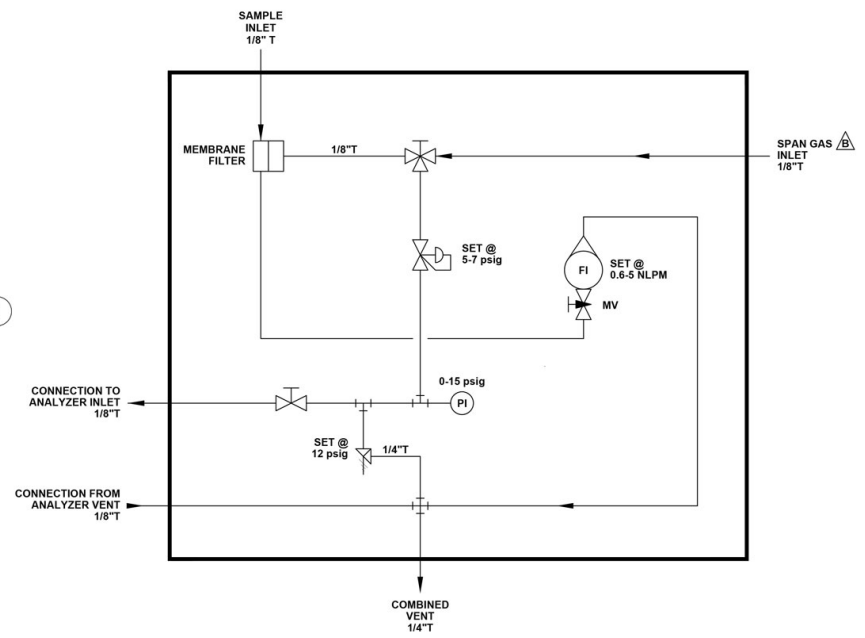 SAMPLE
INLET
1/8" T
MEMBRANE
FILTER
1/8"T
SPAN GAS B
INLET
1/8"T
SET @
5-7 psig
FI
SET @
0.6-5 NLPM
MV
0-15 psig
PI
CONNECTION TO
ANALYZER INLET
1/8"T
SET @
12 psig
1/4"T
CONNECTION FROM
ANALYZER VENT
1/8"T
COMBINED
VENT
1/4"T